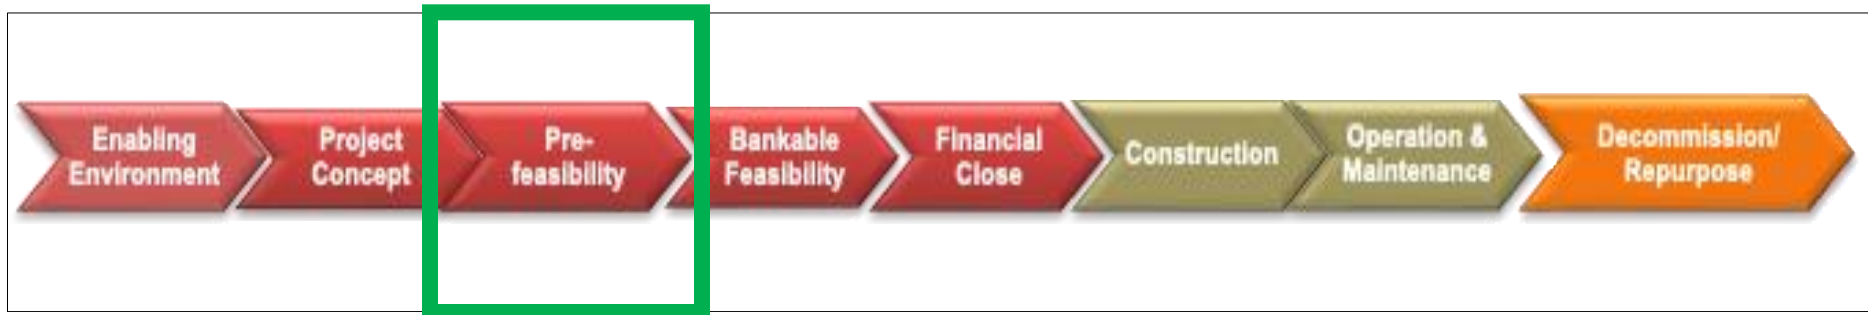 Enabling
Environment
Project
Concept
Pre-
feasibility
Bankable
Feasibility
Financial
Close
Construction
Operation &
Maintenance
Decommission/
Repurpose